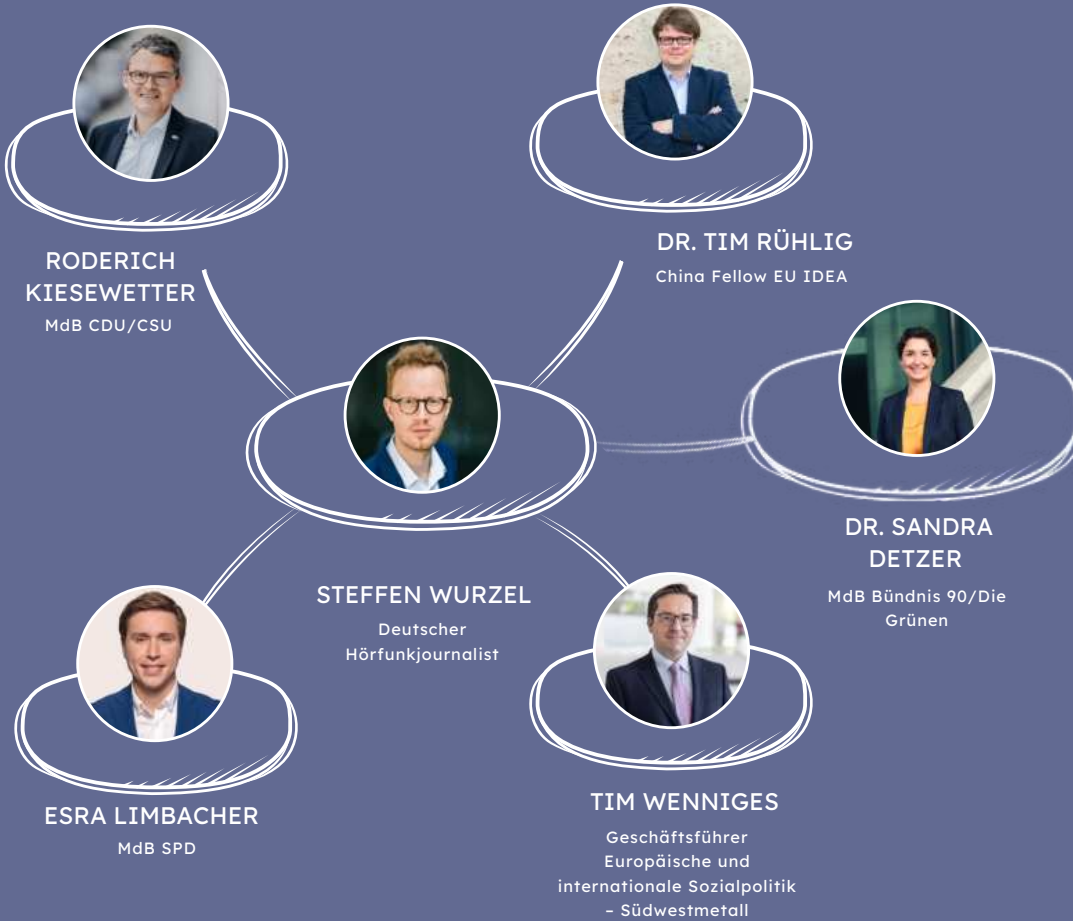 RODERICH
KIESEWETTER
MdB CDU/CSU
DR. TIM RÜHLIG
China Fellow EU IDEA
DR. SANDRA
DETZER
MdB Bündnis 90/Die
Grünen
STEFFEN WURZEL
Deutscher
Hörfunkjournalist
ESRA LIMBACHER
MdB SPD
TIM WENNIGES
Geschäftsführer
Europäische und
internationale Sozialpolitik
– Südwestmetall